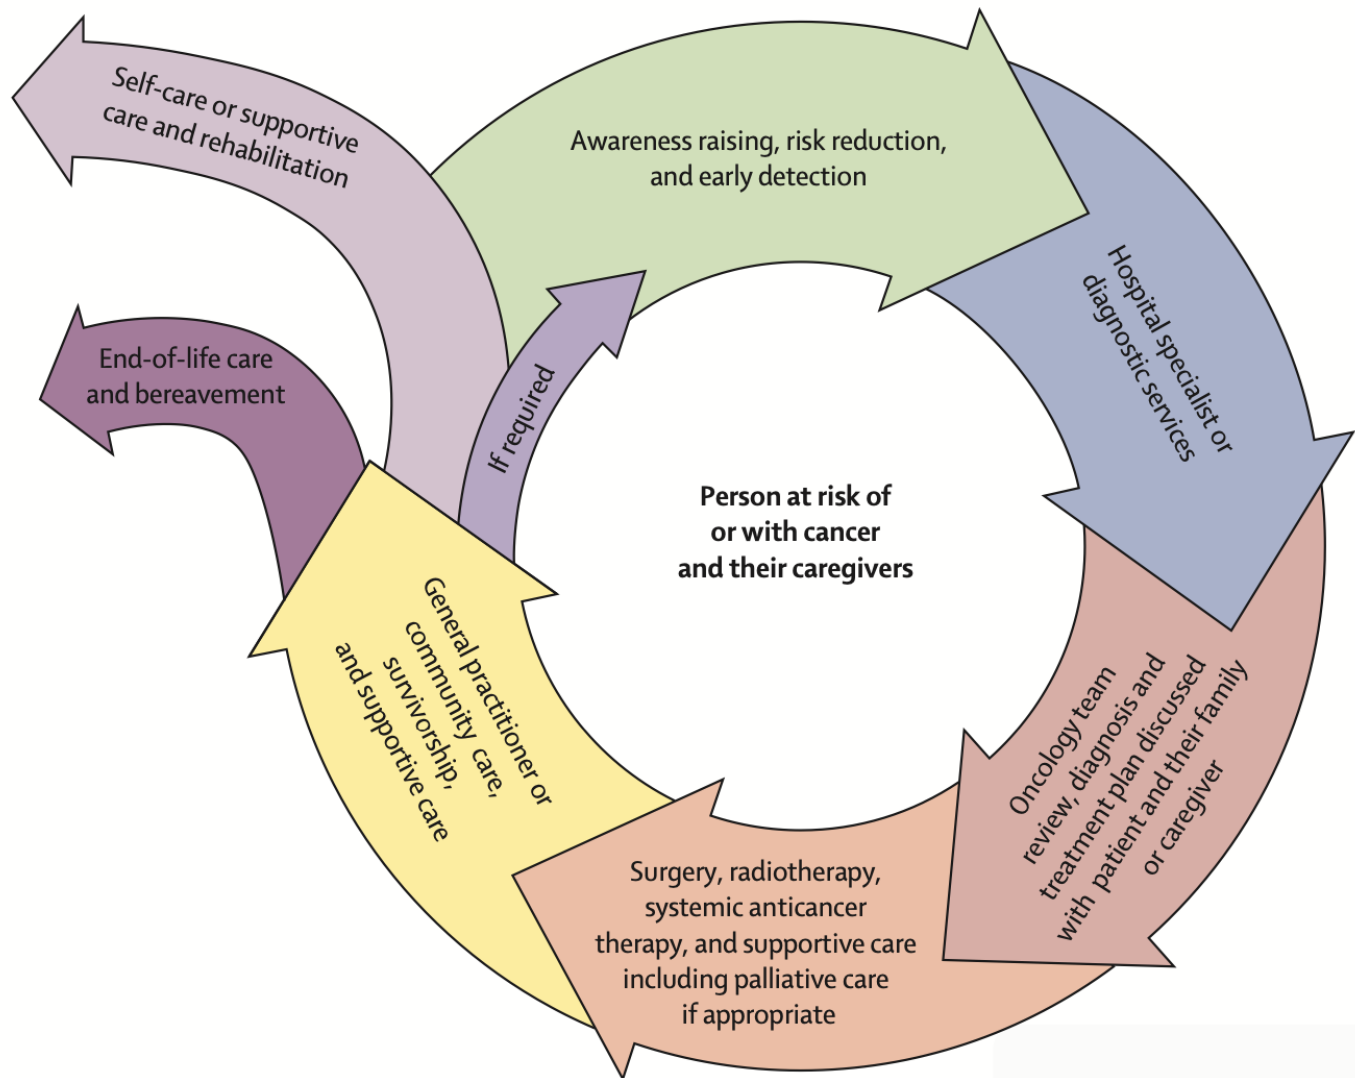 Self-care or supportive
care and rehabilitation
Awareness raising, risk reduction,
and early detection
Hospital specialist or
diagnostic services
End-of-life care
and bereavement
If required
Person at risk of
or with cancer
and their caregivers
General practitioner or
community care,
survivorship,
and supportive care
Oncology team
review, diagnosis and
treatment plan discussed
with patient and their family
or caregiver
Surgery, radiotherapy,
systemic anticancer
therapy, and supportive care
including palliative care
if appropriate